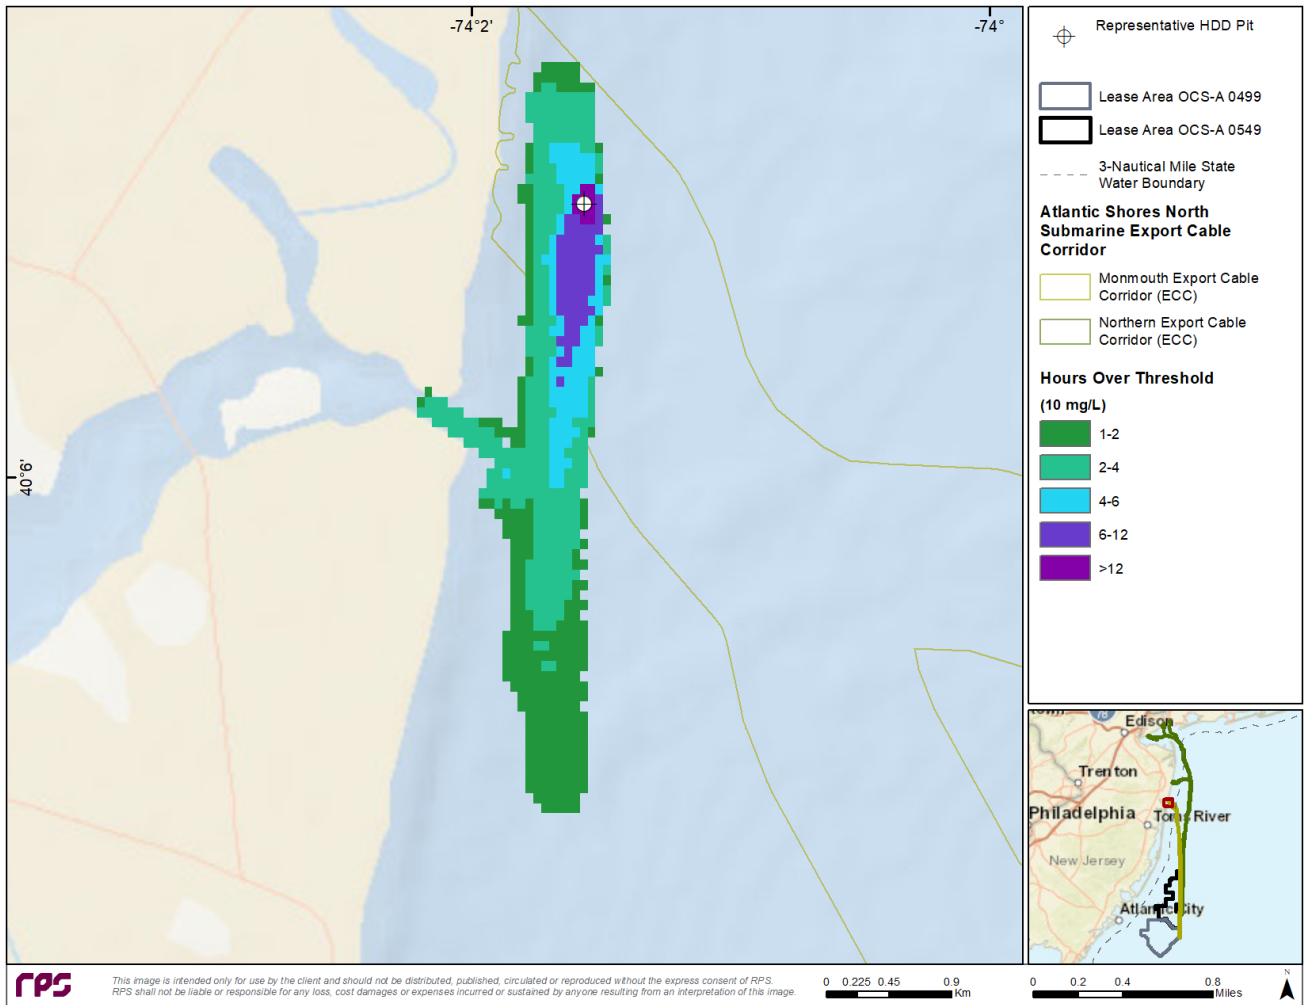 -74°2'
-74°
40°6'
Representative HDD Pit
Lease Area OCS-A 0499
Lease Area OCS-A 0549
3-Nautical Mile State
Water Boundary
Atlantic Shores North
Submarine Export Cable
Corridor
Monmouth Export Cable
Corridor (ECC)
Northern Export Cable
Corridor (ECC)
Hours Over Threshold
(10 mg/L)
1-2
2-4
4-6
6-12
>12
78
Edison
Trenton
Philadelphia
Toms River
New Jersey
Atlantic City
rps
This image is intended only for use by the client and should not be distributed, published, circulated or reproduced without the express consent of RPS.
RPS shall not be liable or responsible for any loss, cost damages or expenses incurred or sustained by anyone resulting from an interpretation of this image.
0 0.225 0.45 0.9
Km
0 0.2 0.4 0.8
Miles
N